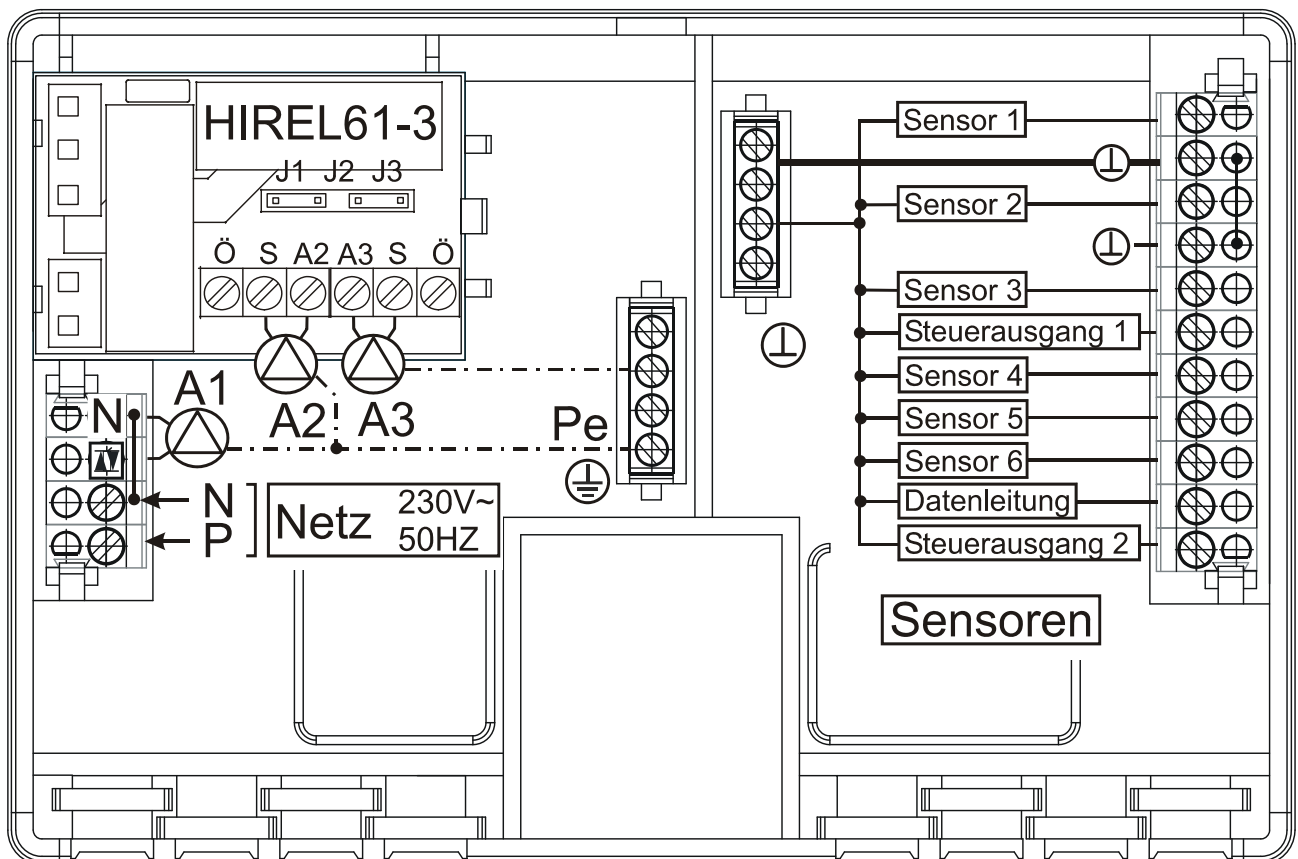 HIREL61-3
J1 J2 J3
Ö S A2 A3 S Ö
A1
N
A2 A3
N
P
Netz
230V~
50HZ
Pe
Sensor 1
Sensor 2
Sensor 3
Steuerausgang 1
Sensor 4
Sensor 5
Sensor 6
Datenleitung
Steuerausgang 2
Sensoren